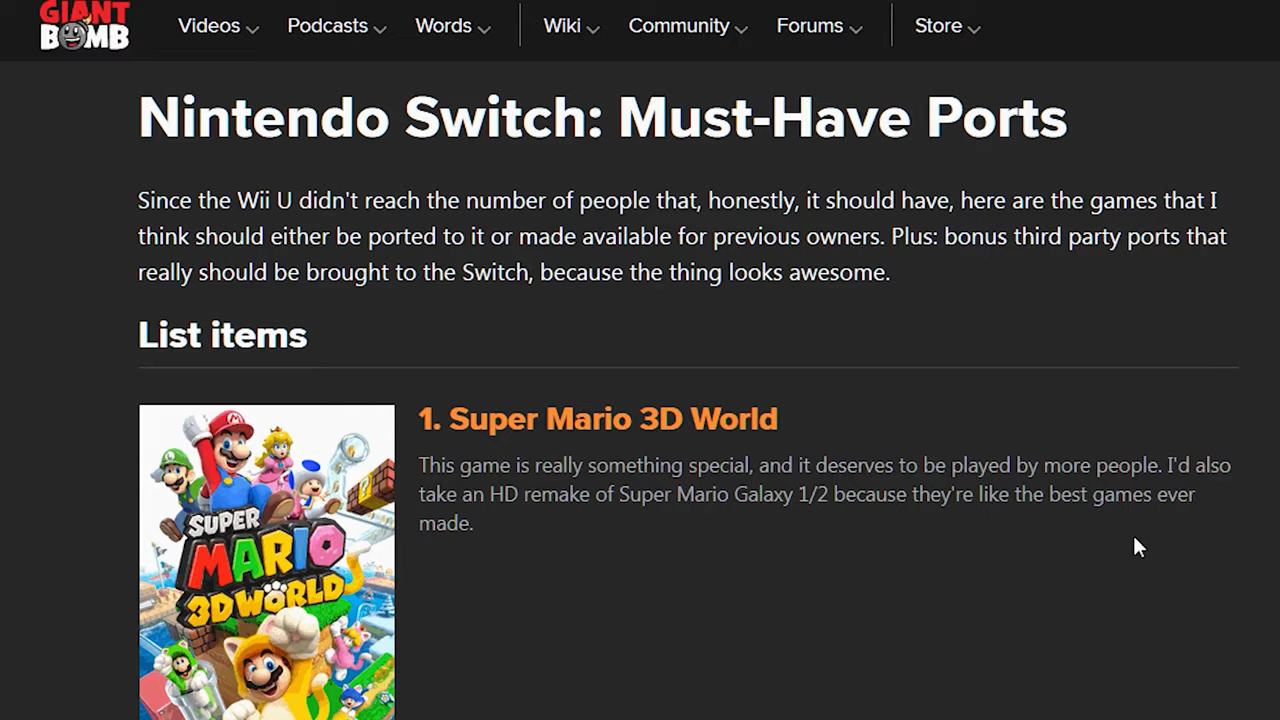 GIANT
BOMB
Videos Podcasts Words Wiki Community Forums Store
Nintendo Switch: Must-Have Ports
Since the Wii U didn't reach the number of people that, honestly, it should have, here are the games that I
think should either be ported to it or made available for previous owners. Plus: bonus third party ports that
really should be brought to the Switch, because the thing looks awesome.
List items
1. Super Mario 3D World
This game is really something special, and it deserves to be played by more people. I'd also
take an HD remake of Super Mario Galaxy 1/2 because they're like the best games ever
made.
SUPER
MARIO
3D WORLD